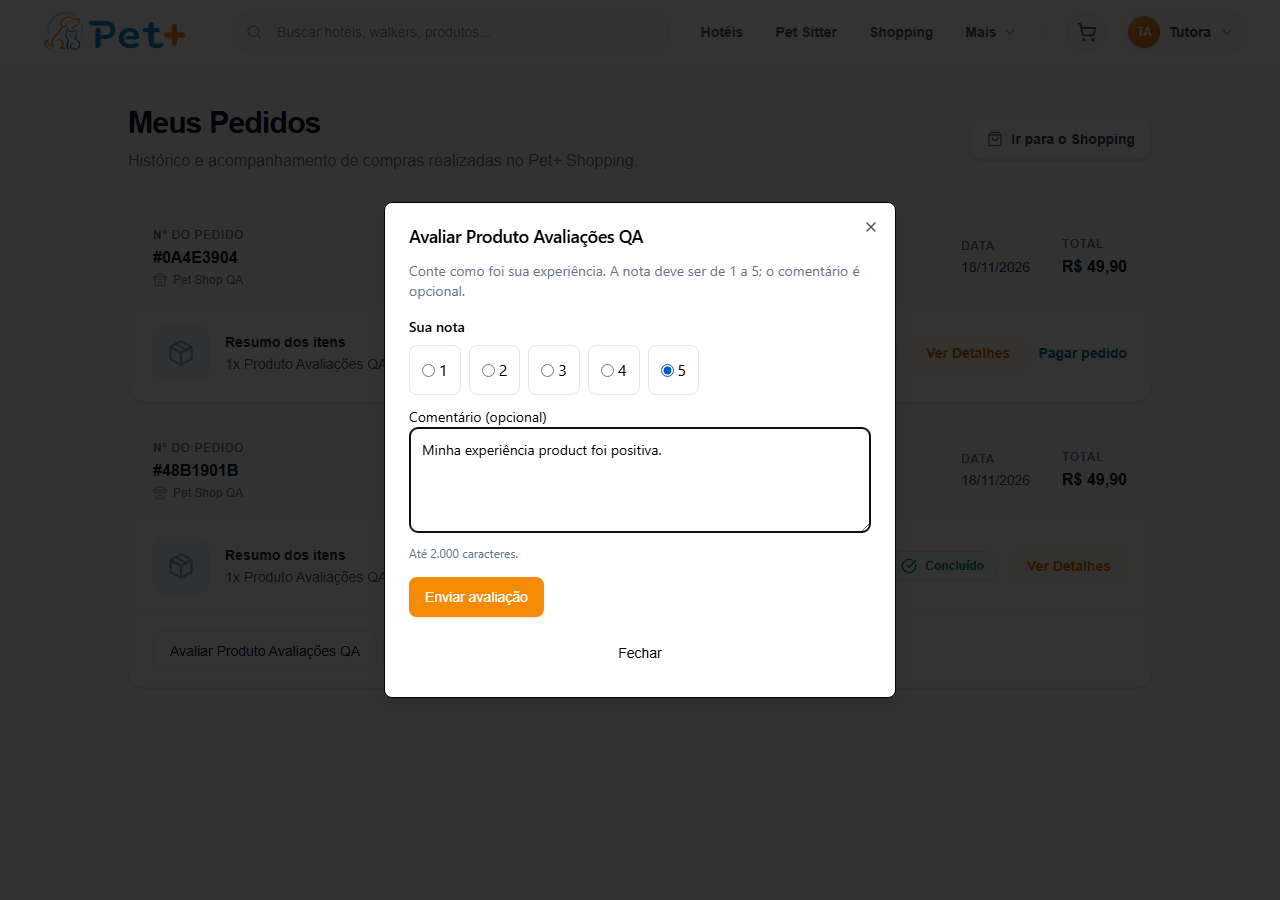 Pet+
Buscar hotéis, walkers, produtos...
Hotéis
Pet Sitter
Shopping
Mais
TA
Tutora
Meus Pedidos
Histórico e acompanhamento de compras realizadas no Pet+ Shopping.
Ir para o Shopping
Nº DO PEDIDO
#0A4E3904
Pet Shop QA
DATA
18/11/2026
TOTAL
R$ 49,90
Resumo dos itens
1x Produto Avaliações QA
Ver Detalhes
Pagar pedido
Nº DO PEDIDO
#48B1901B
Pet Shop QA
DATA
18/11/2026
TOTAL
R$ 49,90
Resumo dos itens
1x Produto Avaliações QA
Concluído
Ver Detalhes
Avaliar Produto Avaliações QA
Avaliar Produto Avaliações QA
Conte como foi sua experiência. A nota deve ser de 1 a 5; o comentário é
opcional.
Sua nota
1
2
3
4
5
Comentário (opcional)
Minha experiência product foi positiva.
Até 2.000 caracteres.
Enviar avaliação
Fechar